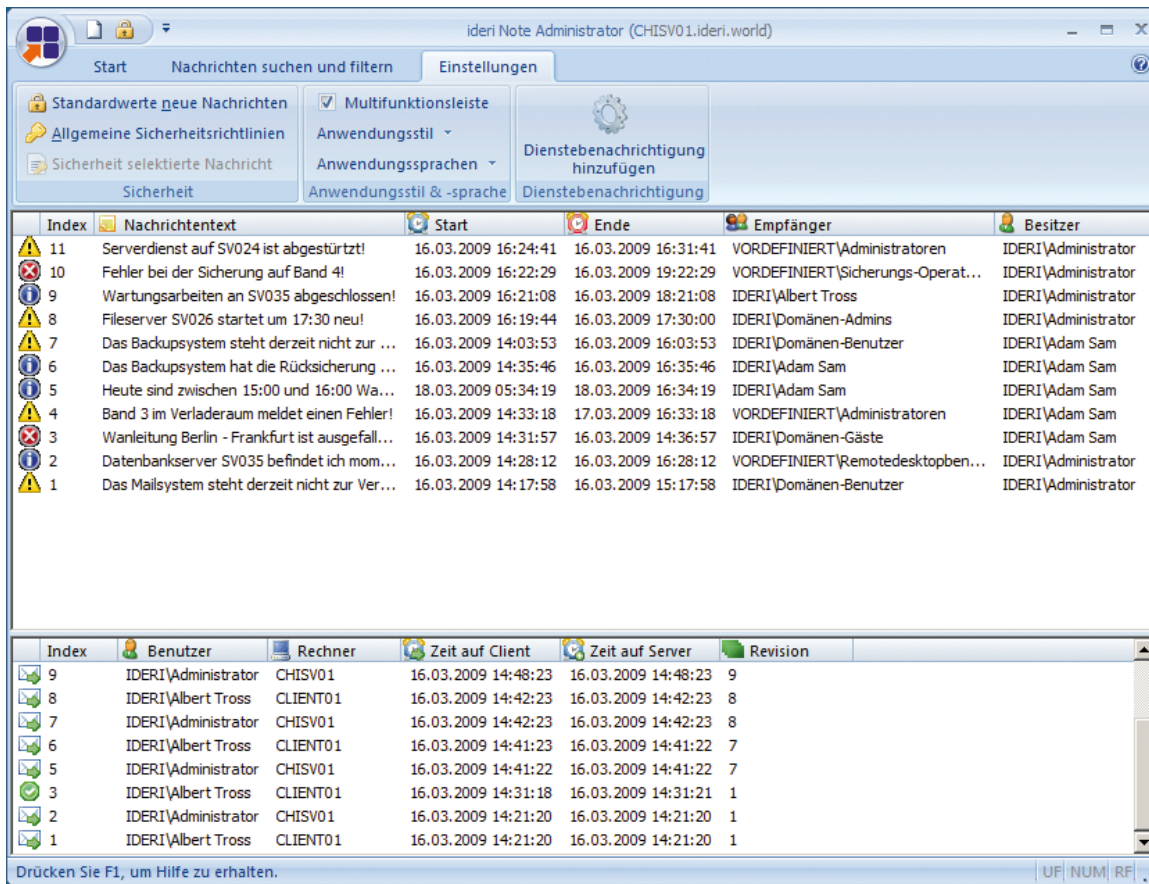 ideri Note Administrator (CHISV01.ideri.world)
Start Nachrichten suchen und filtern Einstellungen
Standardwerte neue Nachrichten
Allgemeine Sicherheitsrichtlinien
Sicherheit selektierte Nachricht
Sicherheit
Multifunktionsleiste
Anwendungsstil
Anwendungssprachen
Anwendungsstil & -sprache
Dienstebenachrichtigung
hinzufügen
Dienstebenachrichtigung
Index Nachrichtentext Start Ende Empfänger Besitzer
11 Serverdienst auf SV024 ist abgestürtzt! 16.03.2009 16:24:41 16.03.2009 16:31:41 VORDEFINIERT\Administratoren IDERI\Administrator
10 Fehler bei der Sicherung auf Band 4! 16.03.2009 16:22:29 16.03.2009 19:22:29 VORDEFINIERT\Sicherungs-Operat... IDERI\Administrator
9 Wartungsarbeiten an SV035 abgeschlossen! 16.03.2009 16:21:08 16.03.2009 18:21:08 IDERI\Albert Tross IDERI\Administrator
8 Fileserver SV026 startet um 17:30 neu! 16.03.2009 16:19:44 16.03.2009 17:30:00 IDERI\Domänen-Admins IDERI\Administrator
7 Das Backupsystem steht derzeit nicht zur ... 16.03.2009 14:03:53 16.03.2009 16:03:53 IDERI\Domänen-Benutzer IDERI\Adam Sam
6 Das Backupsystem hat die Rücksicherung ... 16.03.2009 14:35:46 16.03.2009 16:35:46 IDERI\Adam Sam IDERI\Adam Sam
5 Heute sind zwischen 15:00 und 16:00 Wa... 18.03.2009 05:34:19 18.03.2009 16:34:19 IDERI\Adam Sam IDERI\Adam Sam
4 Band 3 im Verladeraum meldet einen Fehler! 16.03.2009 14:33:18 17.03.2009 16:33:18 VORDEFINIERT\Administratoren IDERI\Adam Sam
3 Wanleitung Berlin - Frankfurt ist ausgefall... 16.03.2009 14:31:57 16.03.2009 14:36:57 IDERI\Domänen-Gäste IDERI\Adam Sam
2 Datenbankserver SV035 befindet ich mom... 16.03.2009 14:28:12 16.03.2009 16:28:12 VORDEFINIERT\Remotedesktopben... IDERI\Administrator
1 Das Mailsystem steht derzeit nicht zur Ver... 16.03.2009 14:17:58 16.03.2009 15:17:58 IDERI\Domänen-Benutzer IDERI\Administrator
Index Benutzer Rechner Zeit auf Client Zeit auf Server Revision
9 IDERI\Administrator CHISV01 16.03.2009 14:48:23 16.03.2009 14:48:23 9
8 IDERI\Albert Tross CLIENT01 16.03.2009 14:42:23 16.03.2009 14:42:23 8
7 IDERI\Administrator CHISV01 16.03.2009 14:42:23 16.03.2009 14:42:23 8
6 IDERI\Albert Tross CLIENT01 16.03.2009 14:41:23 16.03.2009 14:41:22 7
5 IDERI\Administrator CHISV01 16.03.2009 14:41:22 16.03.2009 14:41:22 7
3 IDERI\Albert Tross CLIENT01 16.03.2009 14:31:18 16.03.2009 14:31:21 1
2 IDERI\Administrator CHISV01 16.03.2009 14:21:20 16.03.2009 14:21:20 1
1 IDERI\Albert Tross CLIENT01 16.03.2009 14:21:20 16.03.2009 14:21:20 1
Drücken Sie F1, um Hilfe zu erhalten. UF NUM RF